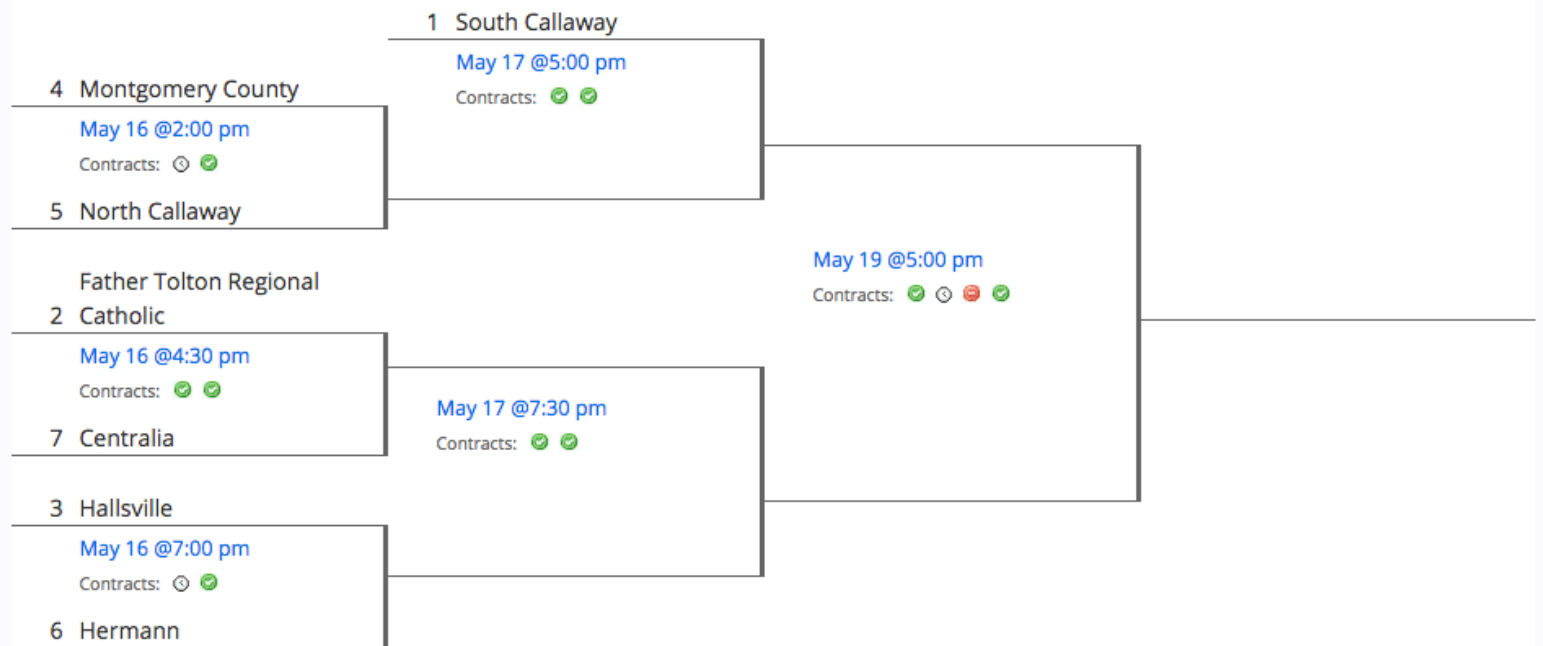 1 South Callaway
May 17 @5:00 pm
Contracts:
4 Montgomery County
May 16 @2:00 pm
Contracts:
5 North Callaway
Father Tolton Regional
2 Catholic
May 16 @4:30 pm
Contracts:
7 Centralia
May 17 @7:30 pm
Contracts:
3 Hallsville
May 16 @7:00 pm
Contracts:
6 Hermann
May 19 @5:00 pm
Contracts: